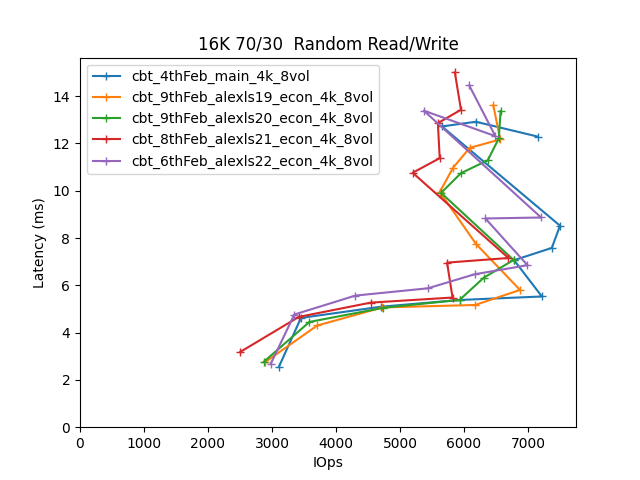 16K 70/30  Random Read/Write
cbt_4thFeb_main_4k_8vol
cbt_9thFeb_alexls19_econ_4k_8vol
cbt_9thFeb_alexls20_econ_4k_8vol
cbt_8thFeb_alexls21_econ_4k_8vol
cbt_6thFeb_alexls22_econ_4k_8vol
Latency (ms)
14
12
10
8
6
4
2
0
0 1000 2000 3000 4000 5000 6000 7000
IOps